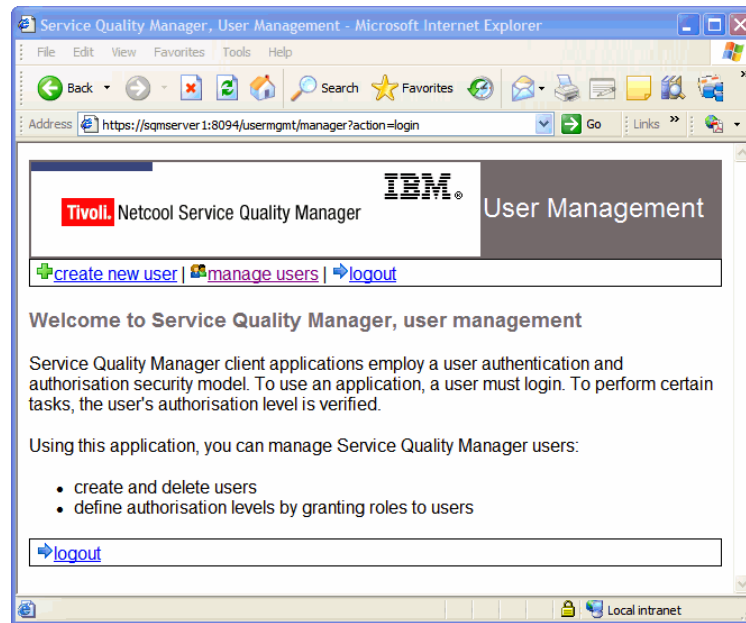 Service Quality Manager, User Management - Microsoft Internet Explorer
File Edit View Favorites Tools Help
Back Search Favorites »
Address https://sqmserver1:8094/usermgmt/manager?action=login Go Links »
IBM®
Tivoli. Netcool Service Quality Manager User Management
create new user | manage users | logout
Welcome to Service Quality Manager, user management
Service Quality Manager client applications employ a user authentication and
authorisation security model. To use an application, a user must login. To perform certain
tasks, the user's authorisation level is verified.
Using this application, you can manage Service Quality Manager users:
• create and delete users
• define authorisation levels by granting roles to users
logout
Local intranet